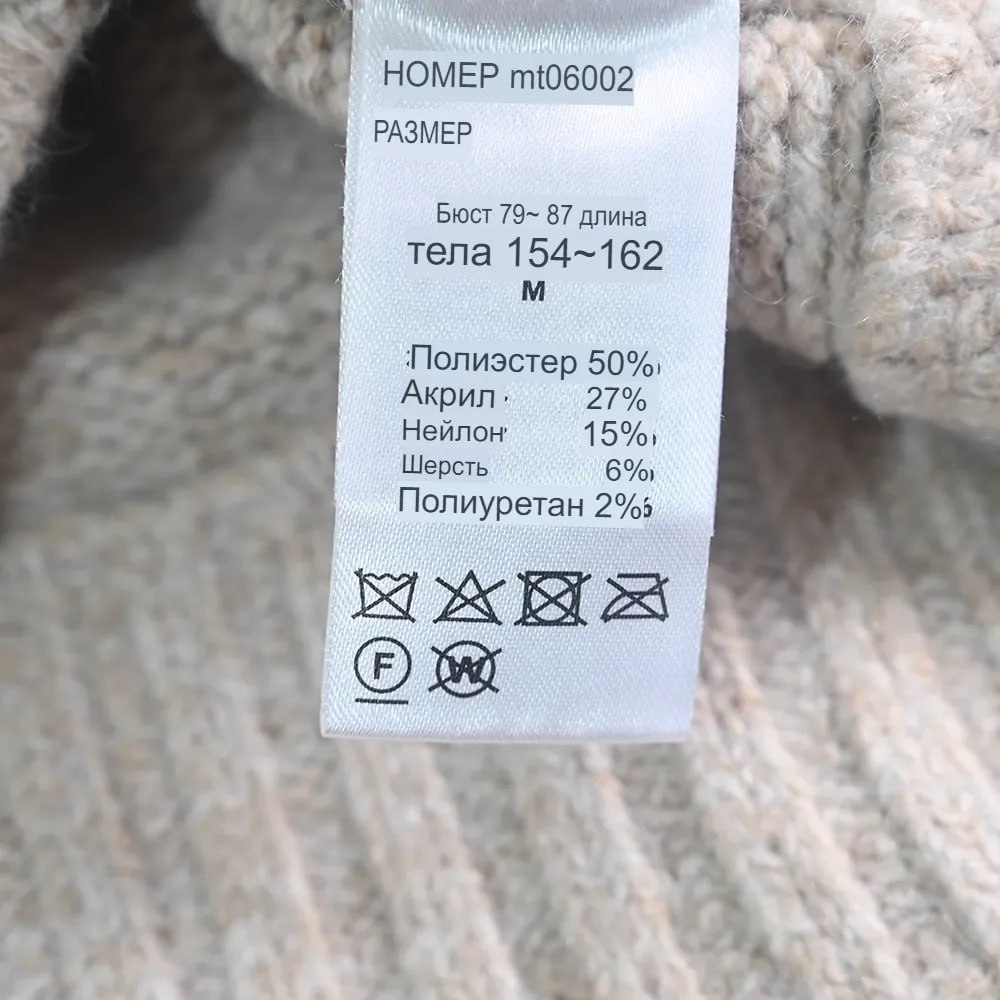 НОМЕР mt06002
РАЗМЕР
Бюст 79~ 87 длина
тела 154~162
M
Полиэстер 50%
Акрил 27%
Нейлон 15%
Шерсть 6%
Полиуретан 2%
F W